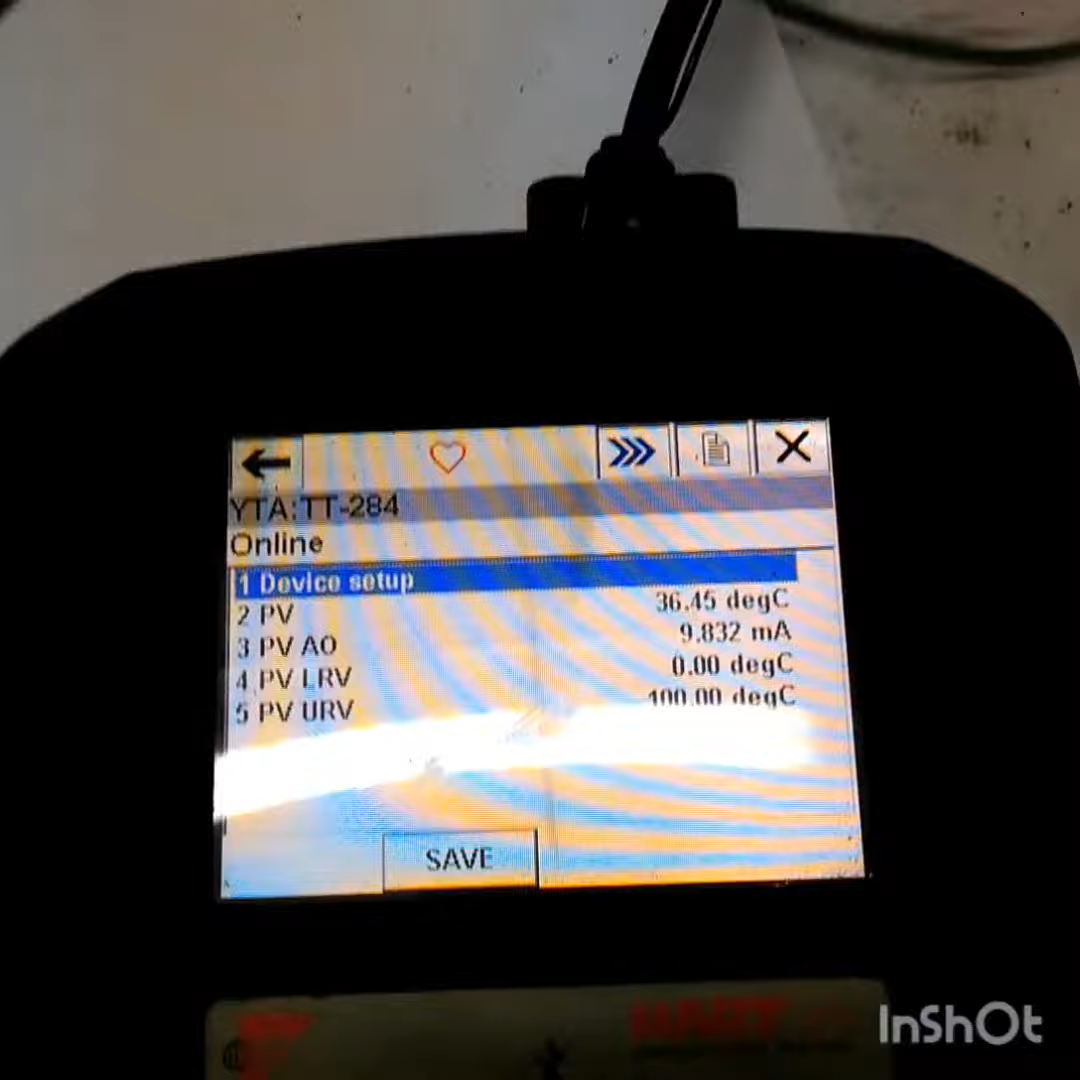 YTA:TT-284
Online
1 Device setup
2 PV 36.45 degC
3 PV AO 9.832 mA
4 PV LRV 0.00 degC
5 PV URV 100.00 degC
SAVE
HART
InShOt